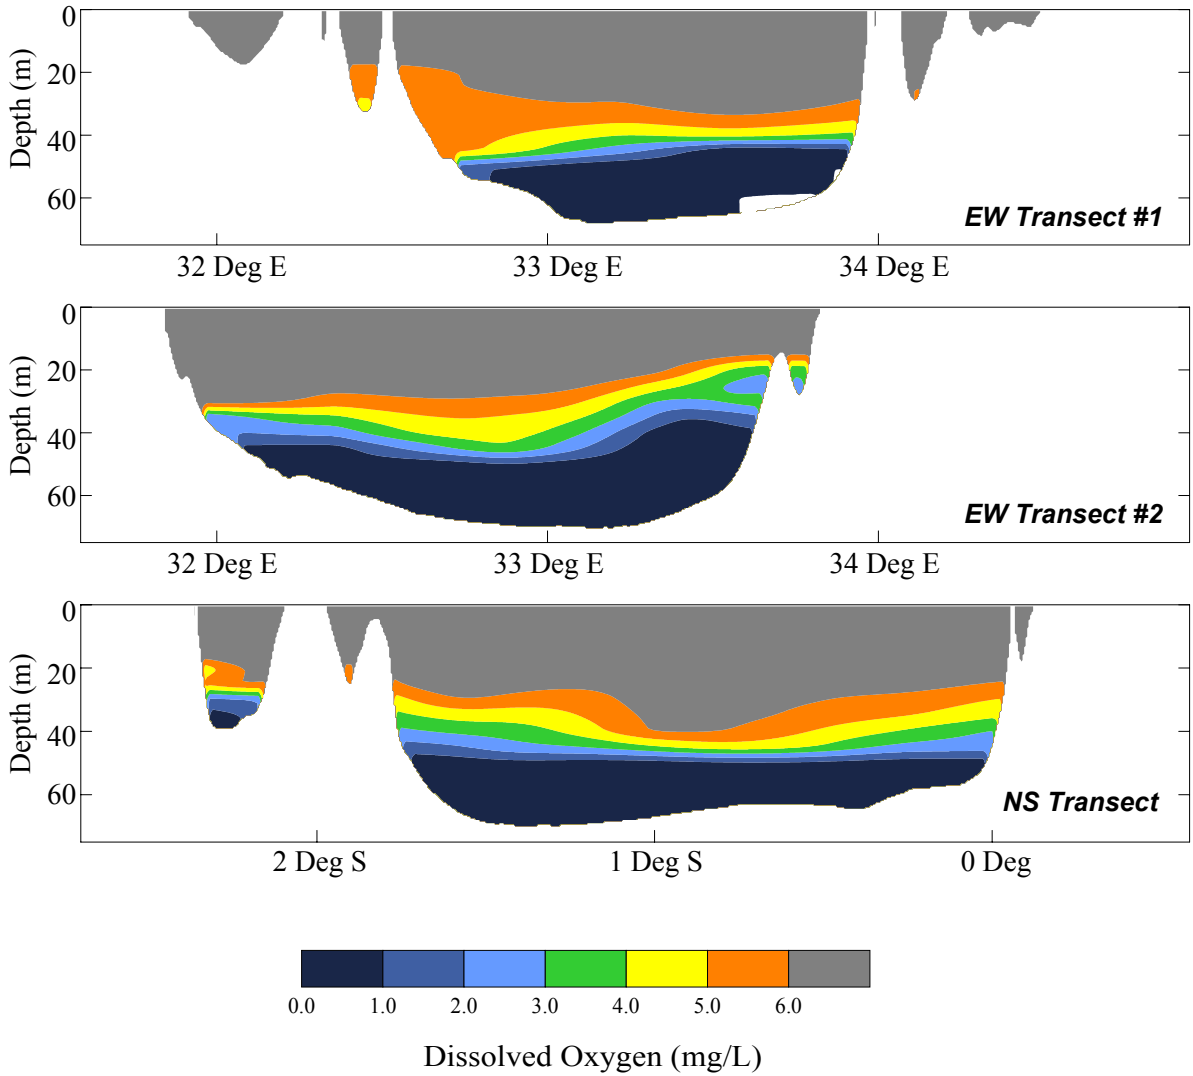 0
20
40
60
Depth (m)
EW Transect #1
32 Deg E 33 Deg E 34 Deg E
0
20
40
60
Depth (m)
EW Transect #2
32 Deg E 33 Deg E 34 Deg E
0
20
40
60
Depth (m)
NS Transect
2 Deg S 1 Deg S 0 Deg
0.0 1.0 2.0 3.0 4.0 5.0 6.0
Dissolved Oxygen (mg/L)